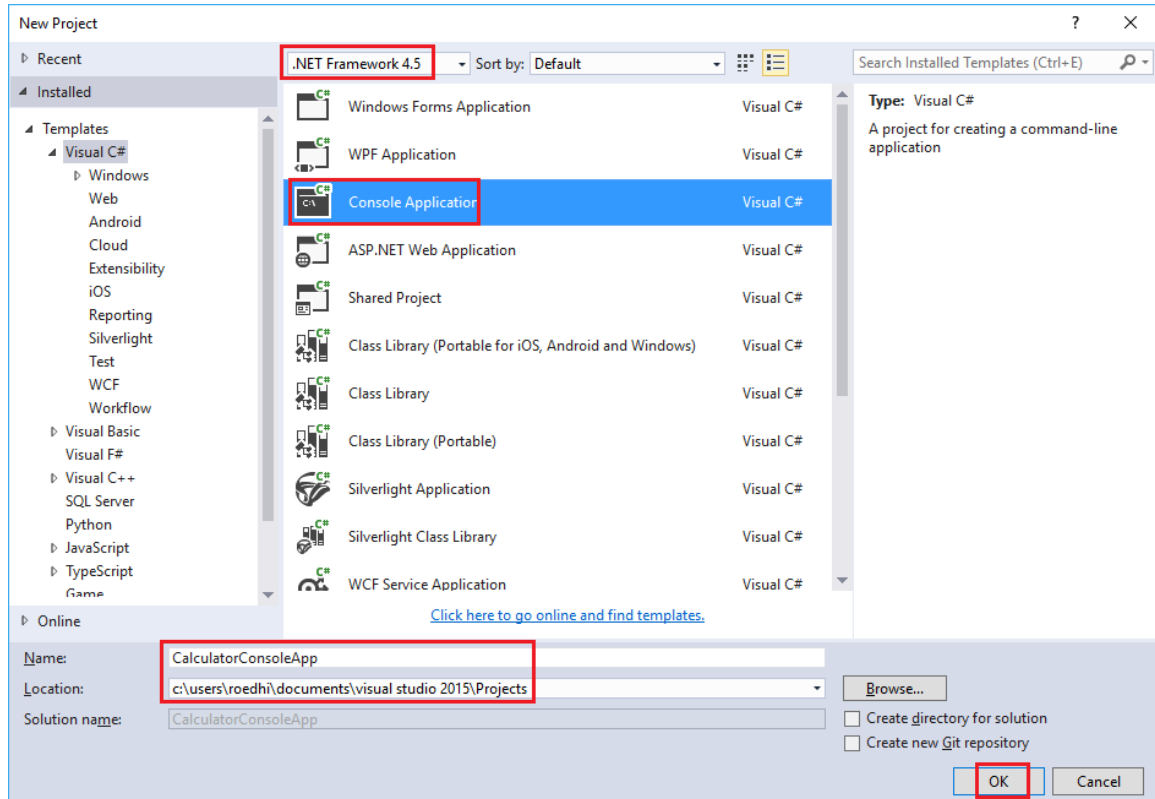 New Project
?
Recent
.NET Framework 4.5
Sort by: Default
Search Installed Templates (Ctrl+E)
Installed
Templates
Visual C#
Windows
Web
Android
Cloud
Extensibility
iOS
Reporting
Silverlight
Test
WCF
Workflow
Visual Basic
Visual F#
Visual C++
SQL Server
Python
JavaScript
TypeScript
Game
Online
C# Windows Forms Application Visual C#
C# WPF Application Visual C#
C# C:\ Console Application Visual C#
C# ASP.NET Web Application Visual C#
C# Shared Project Visual C#
C# Class Library (Portable for iOS, Android and Windows) Visual C#
C# Class Library Visual C#
C# Class Library (Portable) Visual C#
C# Silverlight Application Visual C#
C# Silverlight Class Library Visual C#
C# WCF Service Application Visual C#
Click here to go online and find templates.
Type: Visual C#
A project for creating a command-line
application
Name: CalculatorConsoleApp
Location: c:\users\roedhi\documents\visual studio 2015\Projects
Browse...
Solution name: CalculatorConsoleApp
Create directory for solution
Create new Git repository
OK
Cancel